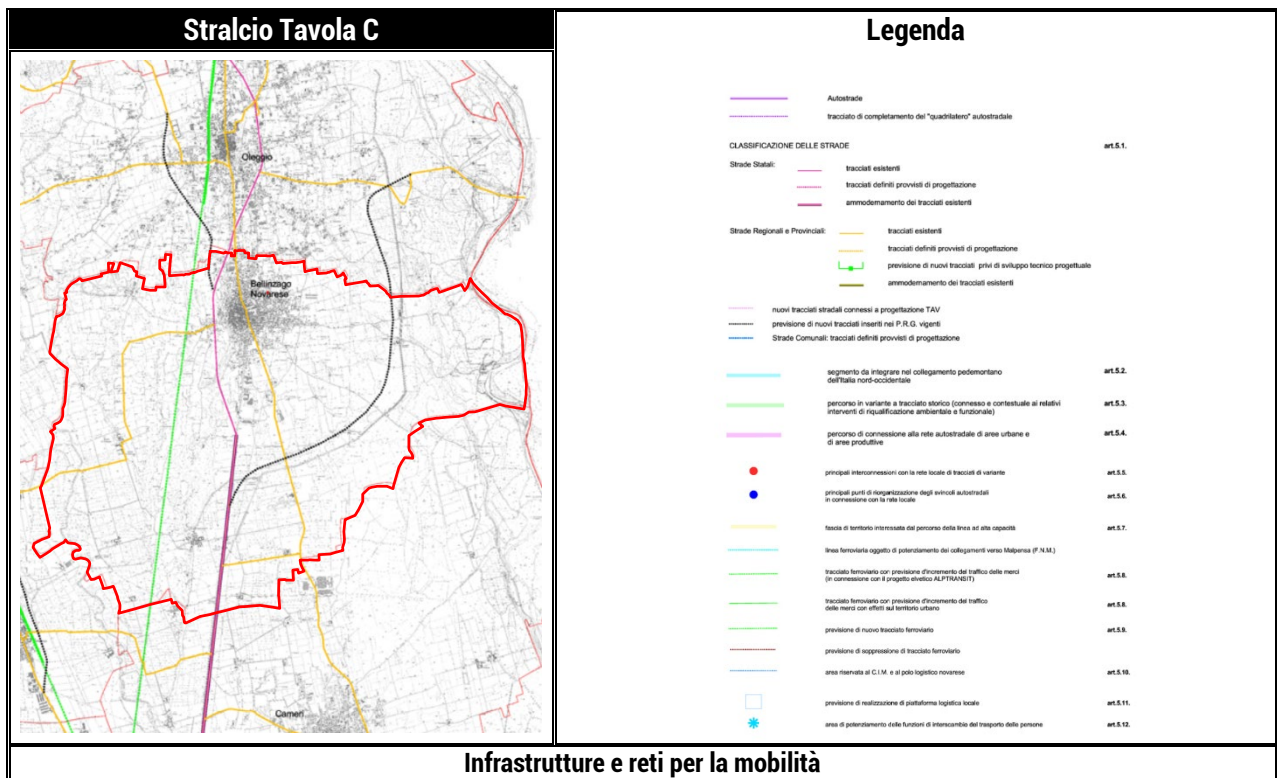 Stralcio Tavola C
Oleggio
Bellinzago
Novarese
Cameri
Legenda
Autostrade
tracciato di completamento del "quadrilatero" autostradale
CLASSIFICAZIONE DELLE STRADE art.5.1.
Strade Statali: tracciati esistenti
tracciati definiti provvisti di progettazione
ammodernamento dei tracciati esistenti
Strade Regionali e Provinciali: tracciati esistenti
tracciati definiti provvisti di progettazione
previsione di nuovi tracciati privi di sviluppo tecnico progettuale
ammodernamento dei tracciati esistenti
nuovi tracciati stradali connessi a progettazione TAV
previsione di nuovi tracciati inseriti nei P.R.G. vigenti
Strade Comunali: tracciati definiti provvisti di progettazione
segmento da integrare nel collegamento pedemontano art.5.2.
dell'Italia nord-occidentale
percorso in variante a tracciato storico (connesso e contestuale ai relativi art.5.3.
interventi di riqualificazione ambientale e funzionale)
percorso di connessione alla rete autostradale di aree urbane e art.5.4.
di aree produttive
principali interconnessioni con la rete locale di tracciati di variante art.5.5.
principali punti di riorganizzazione degli svincoli autostradali art.5.6.
in connessione con la rete locale
fascia di territorio interessata dal percorso della linea ad alta capacità art.5.7.
linea ferroviaria oggetto di potenziamento dei collegamenti verso Malpensa (F.N.M.)
tracciato ferroviario con previsione d'incremento del traffico delle merci art.5.8.
(in connessione con il progetto elvetico ALPTRANSIT)
tracciato ferroviario con previsione d'incremento del traffico art.5.8.
delle merci con effetti sul territorio urbano
previsione di nuovo tracciato ferroviario art.5.9.
previsione di soppressione di tracciato ferroviario
area riservata al C.I.M. e al polo logistico novarese art.5.10.
previsione di realizzazione di piattaforma logistica locale art.5.11.
area di potenziamento delle funzioni di interscambio del trasporto delle persone art.5.12.
Infrastrutture e reti per la mobilità